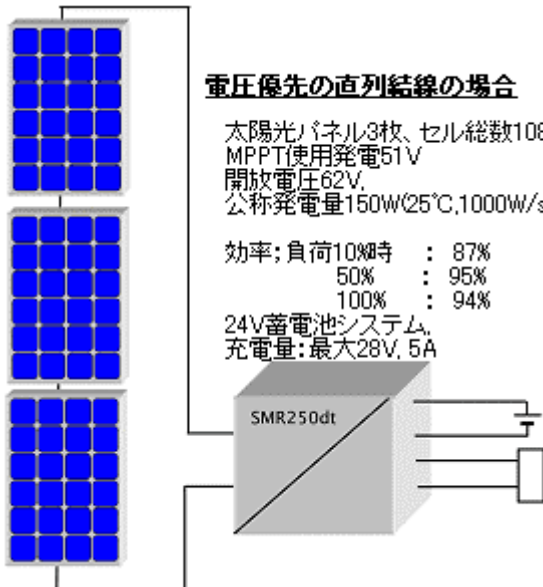 電圧優先の直列結線の場合
太陽光パネル3枚、セル総数108
MPPT使用発電51V
開放電圧62V,
公称発電量150W(25℃,1000W/s
効率;負荷10%時 : 87%
50% : 95%
100% : 94%
24V蓄電池システム,
充電量:最大28V, 5A
SMR250dt